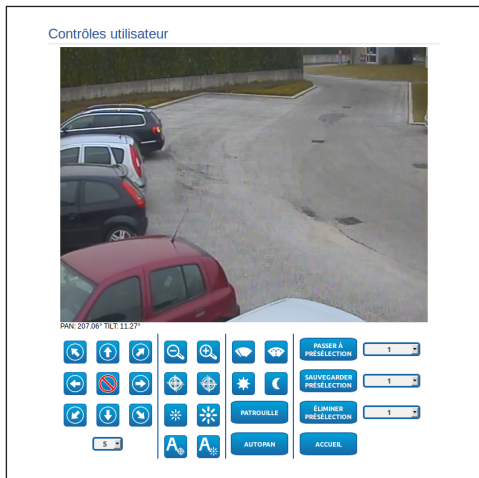 Contrôles utilisateur
PAN: 207.06° TILT: 11.27°
PASSER À
PRÉSÉLECTION
1
SAUVEGARDER
PRÉSÉLECTION
1
PATROUILLE
ÉLIMINER
PRÉSÉLECTION
1
5
A
A
AUTOPAN
ACCUEIL